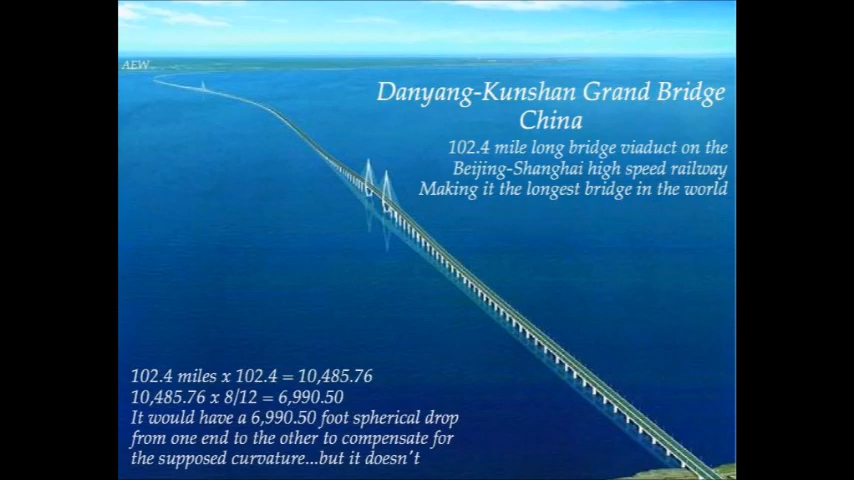 AEW
Danyang-Kunshan Grand Bridge
China
102.4 mile long bridge viaduct on the
Beijing-Shanghai high speed railway
Making it the longest bridge in the world
102.4 miles x 102.4 = 10,485.76
10,485.76 x 8/12 = 6,990.50
It would have a 6,990.50 foot spherical drop
from one end to the other to compensate for
the supposed curvature...but it doesn't